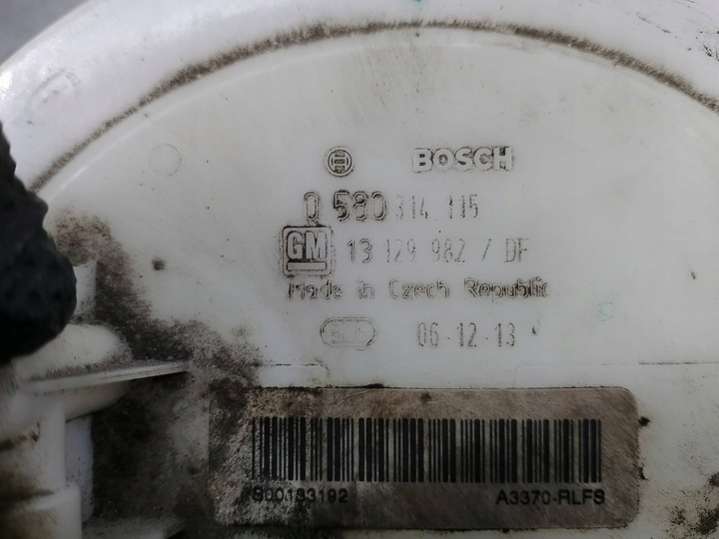 BOSCH
0 580 314 115
GM 13 129 982 / DF
Made in Czech Republic
06-12-13
S00133192 A3370-RLFS